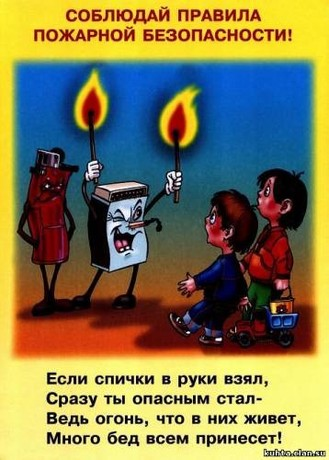 СОБЛЮДАЙ ПРАВИЛА
ПОЖАРНОЙ БЕЗОПАСНОСТИ!
Если спички в руки взял,
Сразу ты опасным стал-
Ведь огонь, что в них живет,
Много бед всем принесет!
kuhta.clan.su